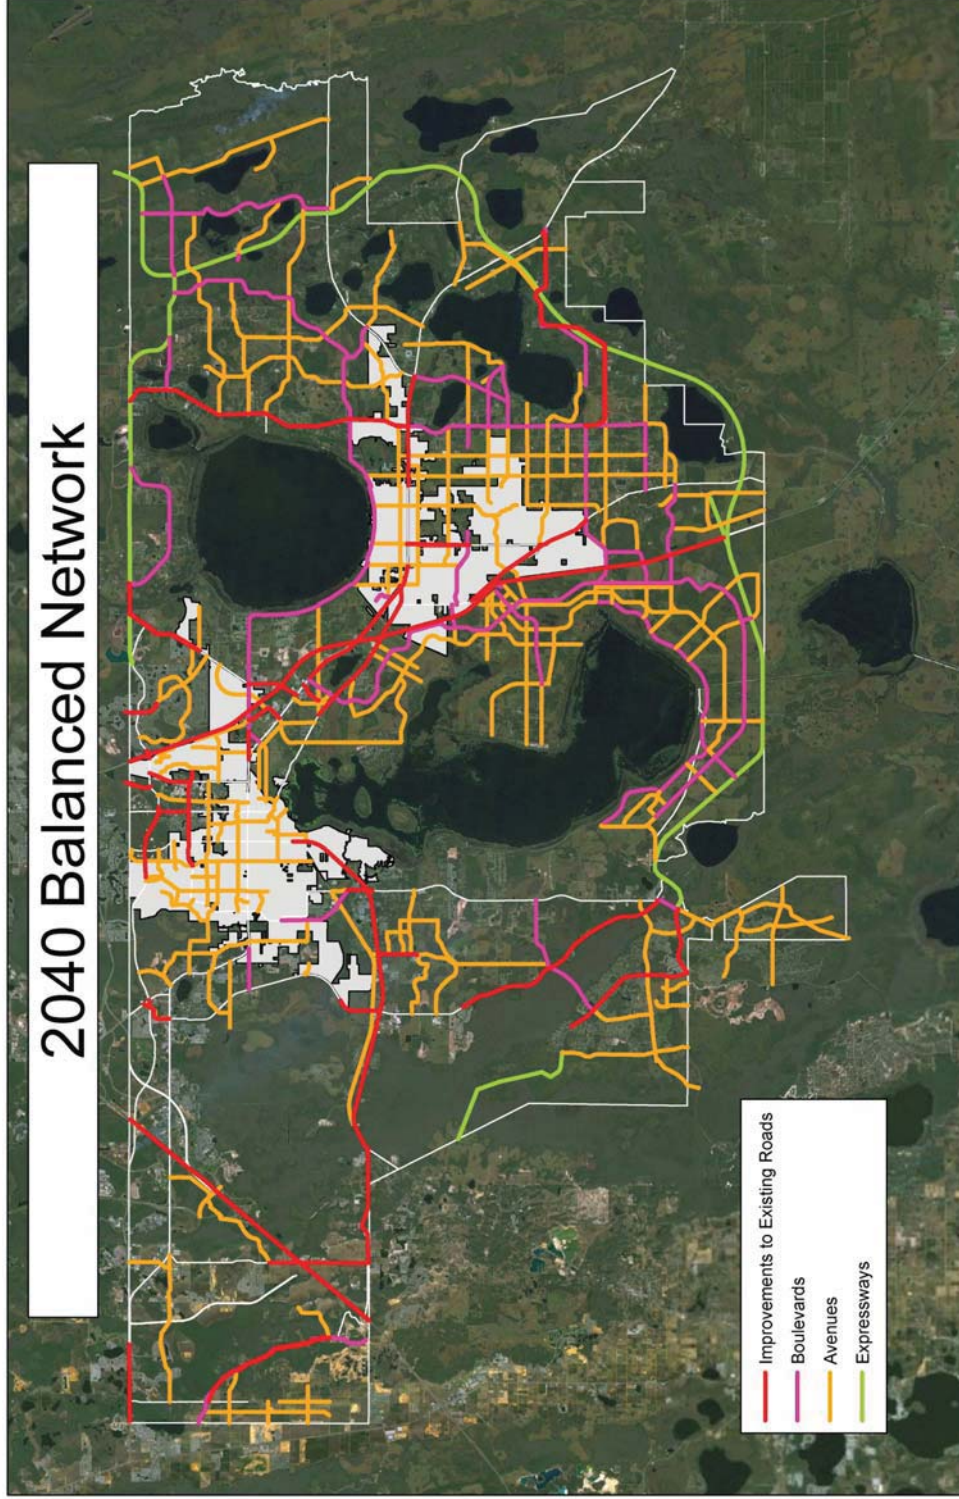 2040 Balanced Network
Improvements to Existing Roads
Boulevards
Avenues
Expressways